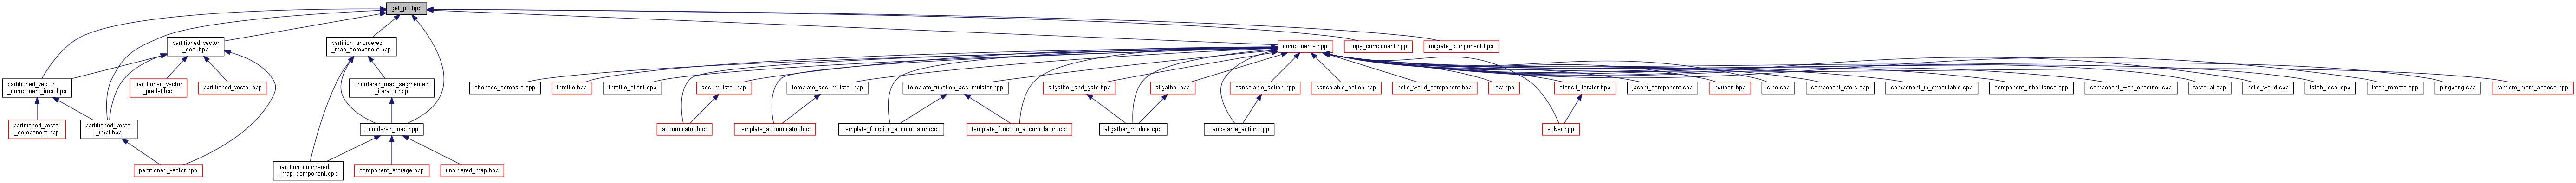 get_ptr.hpp
partitioned_vector
_decl.hpp
partition_unordered
_map_component.hpp
components.hpp
copy_component.hpp
migrate_component.hpp
partitioned_vector
_component_impl.hpp
partitioned_vector
_predef.hpp
partitioned_vector.hpp
unordered_map_segmented
_iterator.hpp
sheneos_compare.cpp
throttle.hpp
throttle_client.cpp
accumulator.hpp
template_accumulator.hpp
template_function_accumulator.hpp
allgather_and_gate.hpp
allgather.hpp
cancelable_action.hpp
cancelable_action.hpp
hello_world_component.hpp
row.hpp
stencil_iterator.hpp
jacobi_component.cpp
nqueen.hpp
sine.cpp
component_ctors.cpp
component_in_executable.cpp
component_inheritance.cpp
component_with_executor.cpp
factorial.cpp
hello_world.cpp
latch_local.cpp
latch_remote.cpp
pingpong.cpp
random_mem_access.hpp
partitioned_vector
_component.hpp
partitioned_vector
_impl.hpp
unordered_map.hpp
accumulator.hpp
template_accumulator.hpp
template_function_accumulator.cpp
template_function_accumulator.hpp
allgather_module.cpp
cancelable_action.cpp
solver.hpp
partitioned_vector.hpp
partition_unordered
_map_component.cpp
component_storage.hpp
unordered_map.hpp